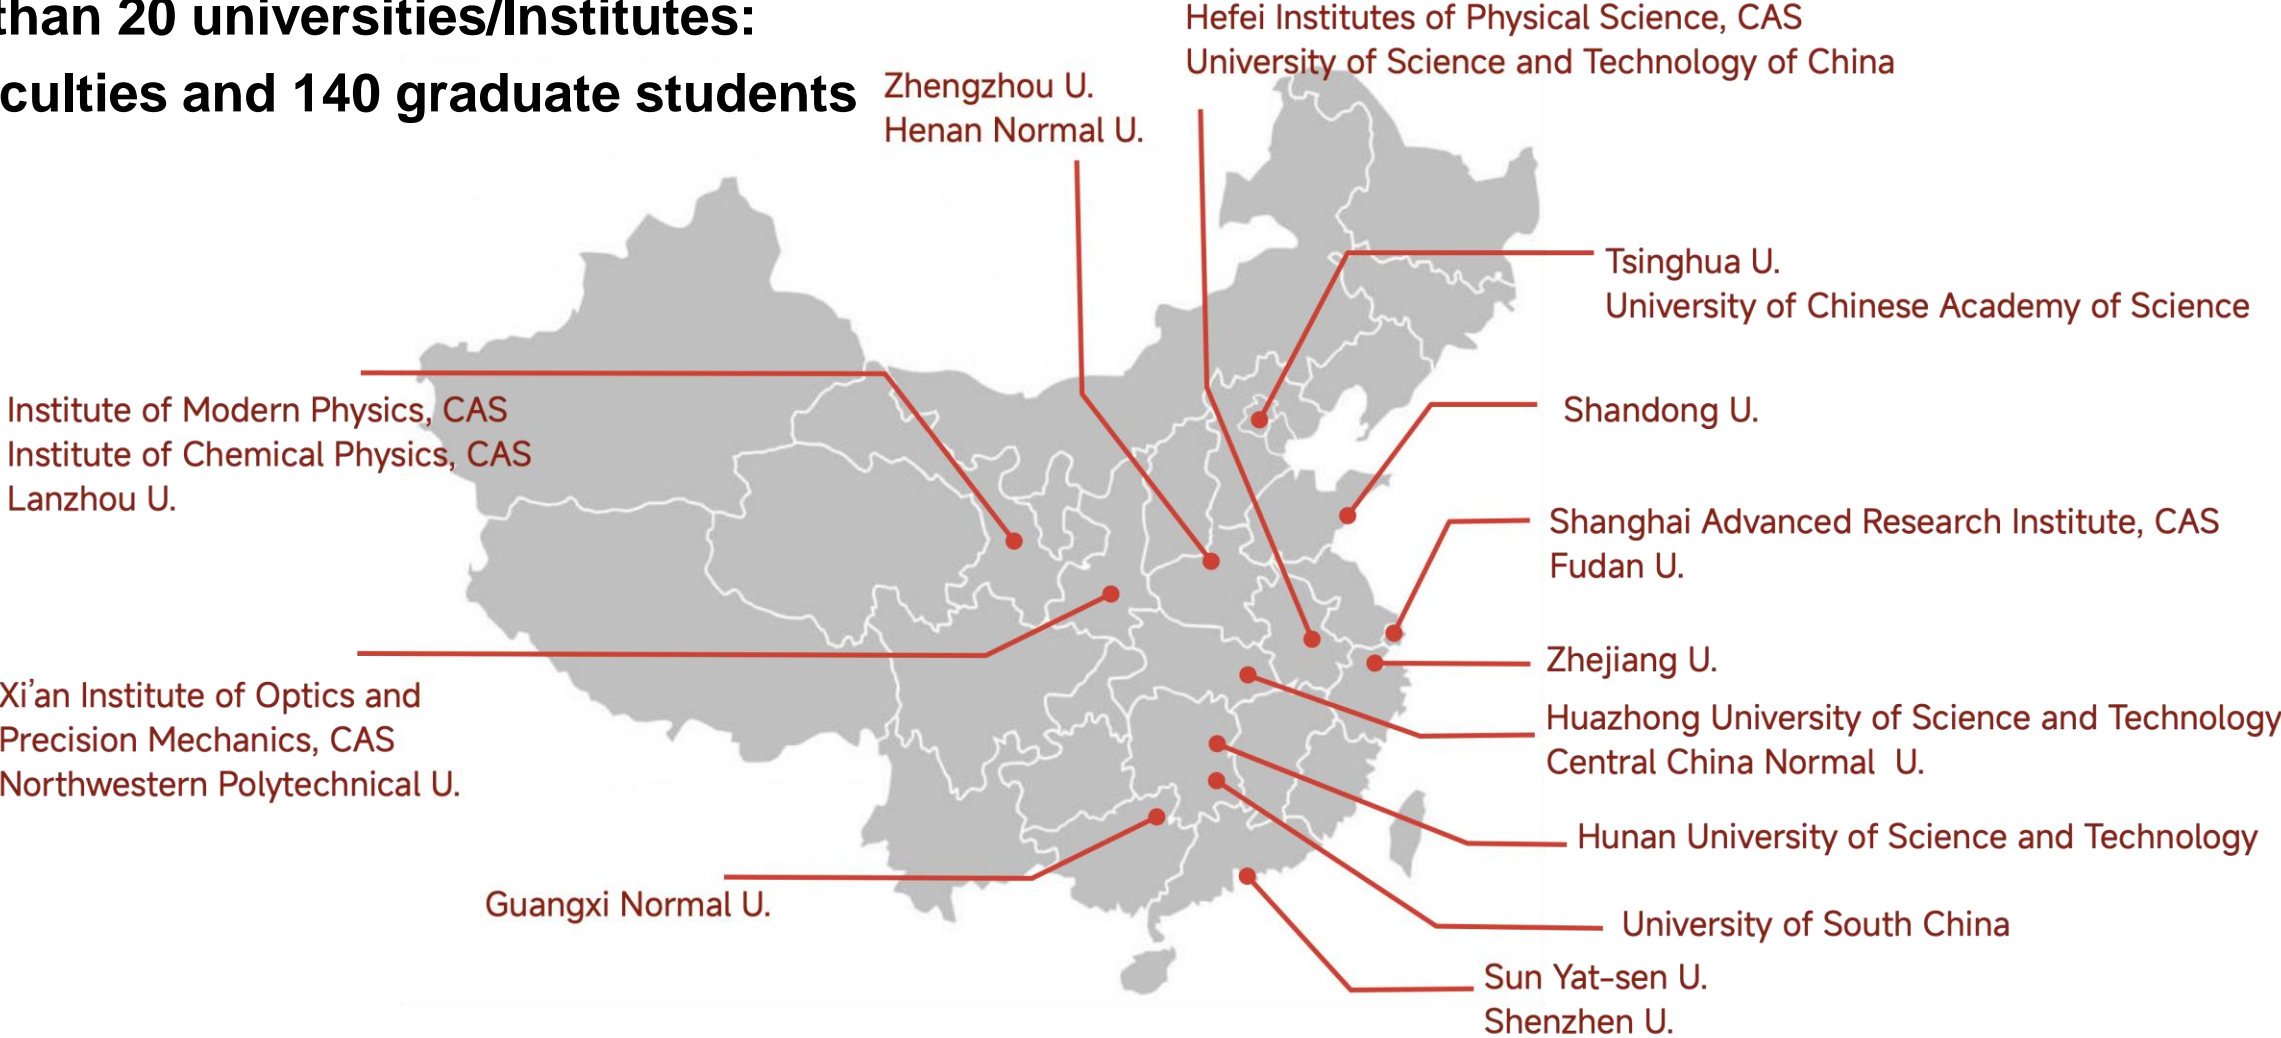 than 20 universities/Institutes:
culties and 140 graduate students
Hefei Institutes of Physical Science, CAS
University of Science and Technology of China
Zhengzhou U.
Henan Normal U.
Tsinghua U.
University of Chinese Academy of Science
Institute of Modern Physics, CAS
Institute of Chemical Physics, CAS
Lanzhou U.
Shandong U.
Shanghai Advanced Research Institute, CAS
Fudan U.
Zhejiang U.
Xi’an Institute of Optics and
Precision Mechanics, CAS
Northwestern Polytechnical U.
Huazhong University of Science and Technology
Central China Normal U.
Hunan University of Science and Technology
Guangxi Normal U.
University of South China
Sun Yat-sen U.
Shenzhen U.